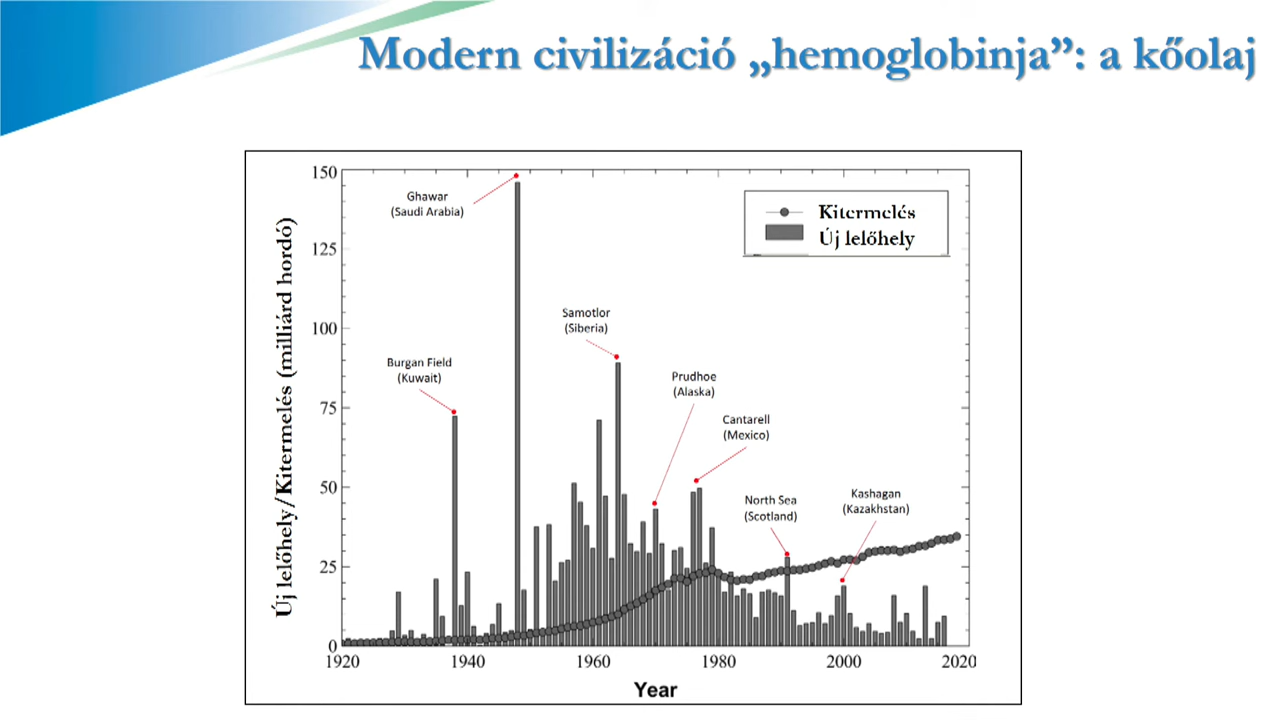 Modern civilizáció „hemoglobinja”: a kőolaj
Új lelőhely/Kitermelés (milliárd hordó)
150
125
100
75
50
25
0
Ghawar
(Saudi Arabia)
Kitermelés
Új lelőhely
Samotlor
(Siberia)
Burgan Field
(Kuwait)
Prudhoe
(Alaska)
Cantarell
(Mexico)
North Sea
(Scotland)
Kashagan
(Kazakhstan)
1920 1940 1960 1980 2000 2020
Year